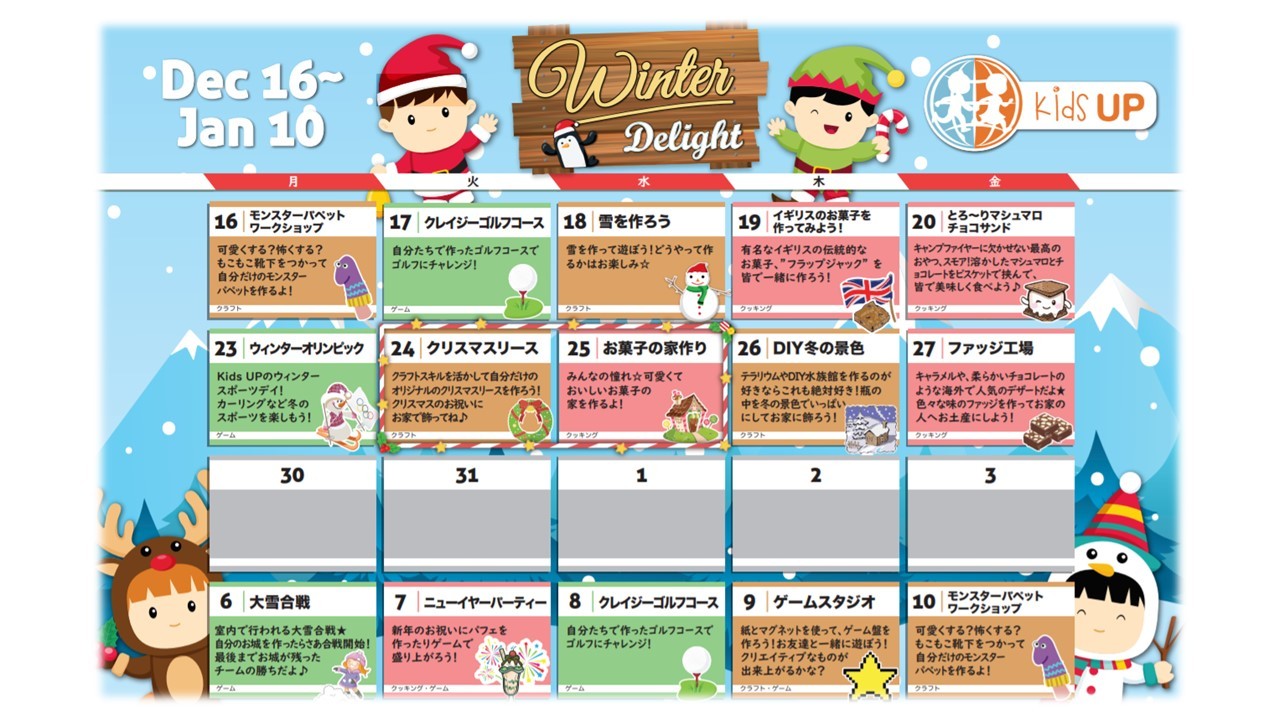 Dec 16~
Jan 10
Winter
Delight
Kids UP
月 火 水 木 金
16 モンスターパペット
ワークショップ
可愛くする?怖くする?
もこもこ靴下をつかって
自分だけのモンスター
パペットを作るよ!
クラフト
17 クレイジーゴルフコース
自分たちで作ったゴルフコースで
ゴルフにチャレンジ!
ゲーム
18 雪を作ろう
雪を作って遊ぼう!どうやって作
るかはお楽しみ☆
クラフト
19 イギリスのお菓子を
作ってみよう!
有名なイギリスの伝統的な
お菓子、”フラップジャック”を
皆で一緒に作ろう!
クッキング
20 とろ~りマシュマロ
チョコサンド
キャンプファイヤーに欠かせない最高の
おやつ、スモア!溶かしたマシュマロとチ
ョコレートをビスケットで挟んで、
皆で美味しく食べよう♪
クッキング
23 ウィンターオリンピック
Kids UPのウィンター
スポーツデイ!
カーリングなど冬の
スポーツを楽しもう!
ゲーム
24 クリスマスリース
クラフトスキルを活かして自分だけの
オリジナルのクリスマスリースを作ろう!
クリスマスのお祝いに
お家で飾ってね♪
クラフト
25 お菓子の家作り
みんなの憧れ☆可愛くて
おいしいお菓子の
家を作るよ!
クッキング
26 DIY冬の景色
テラリウムやDIY水族館を作るのが
好きならこれも絶対好き!瓶の
中を冬の景色でいっぱい
にしてお家に飾ろう!
クラフト
27 ファッジ工場
キャラメルや、柔らかいチョコレートの
ような海外で人気のデザートだよ★
色々な味のファッジを作ってお家の
人へお土産にしよう!
クッキング
30 31 1 2 3
6 大雪合戦
室内で行われる大雪合戦★
自分のお城を作ったらさあ合戦開始!
最後までお城が残った
チームの勝ちだよ♪
ゲーム
7 ニューイヤーパーティー
新年のお祝いにパフェを
作ったりゲームで
盛り上がろう!
クッキング・ゲーム
8 クレイジーゴルフコース
自分たちで作ったゴルフコースで
ゴルフにチャレンジ!
ゲーム
9 ゲームスタジオ
紙とマグネットを使って、ゲーム盤を
作ろう!お友達と一緒に遊ぼう!
クリエイティブなものが
出来上がるかな?
クラフト・ゲーム
10 モンスターパペット
ワークショップ
可愛くする?怖くする?
もこもこ靴下をつかって
自分だけのモンスター
パペットを作るよ!
クラフト